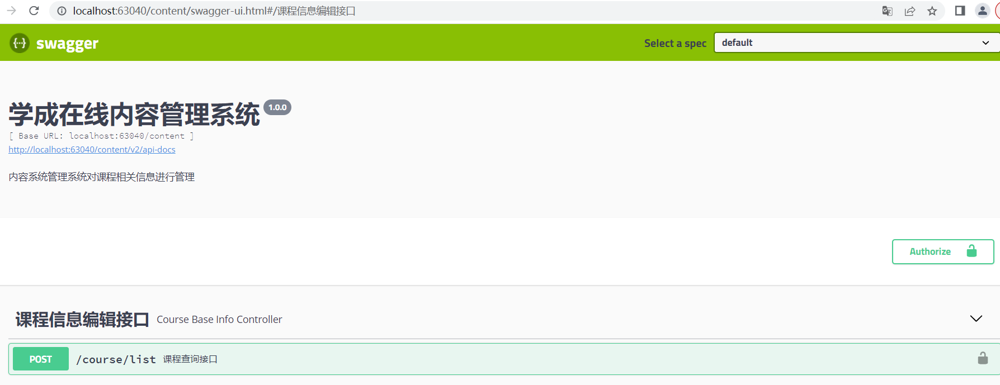 localhost:63040/content/swagger-ui.html#/课程信息编辑接口
{···} swagger
Select a spec default
学成在线内容管理系统 1.0.0
[ Base URL: localhost:63040/content ]
http://localhost:63040/content/v2/api-docs
内容系统管理系统对课程相关信息进行管理
Authorize
课程信息编辑接口 Course Base Info Controller
POST /course/list 课程查询接口